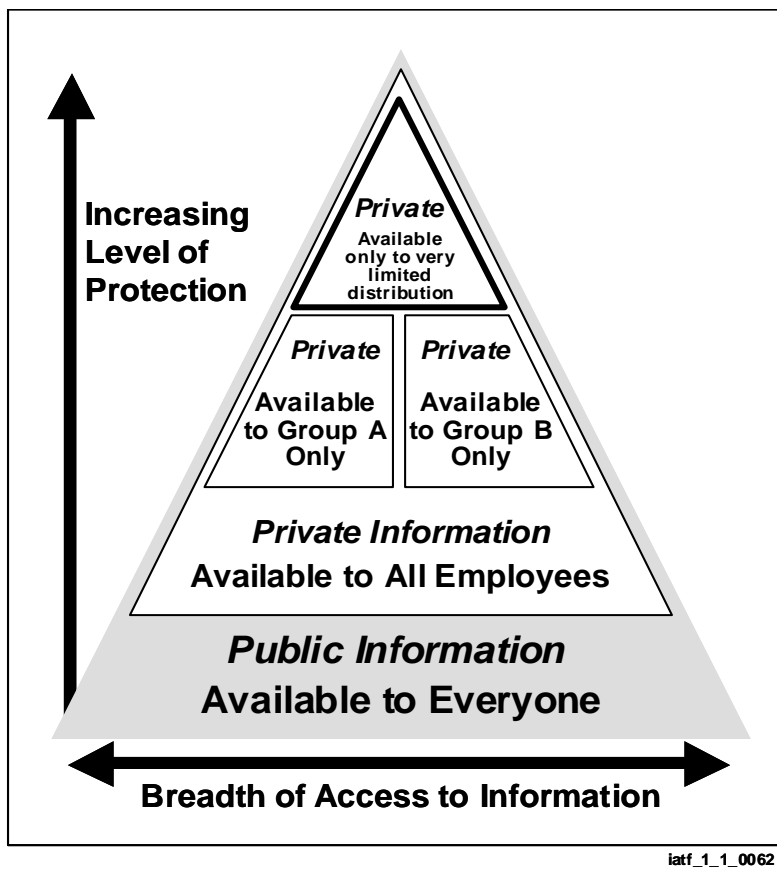 Increasing
Level of
Protection
Private
Available
only to very
limited
distribution
Private
Available
to Group A
Only
Private
Available
to Group B
Only
Private Information
Available to All Employees
Public Information
Available to Everyone
Breadth of Access to Information
iatf_1_1_0062